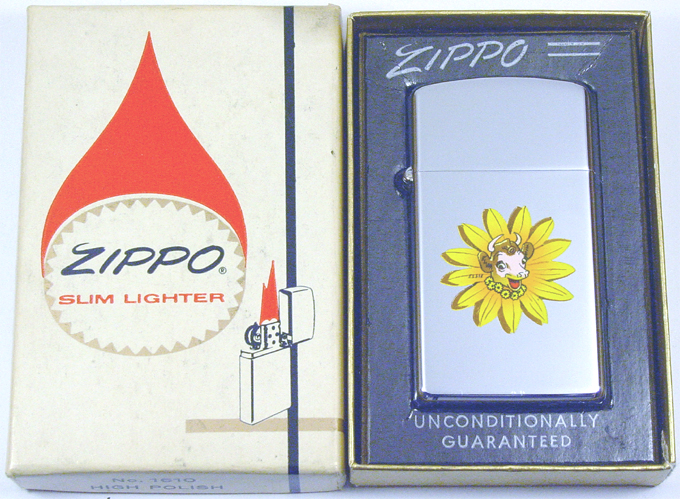 ZIPPO®
SLIM LIGHTER
No. 1610
HIGH POLISH
ZIPPO
UNCONDITIONALLY
GUARANTEED